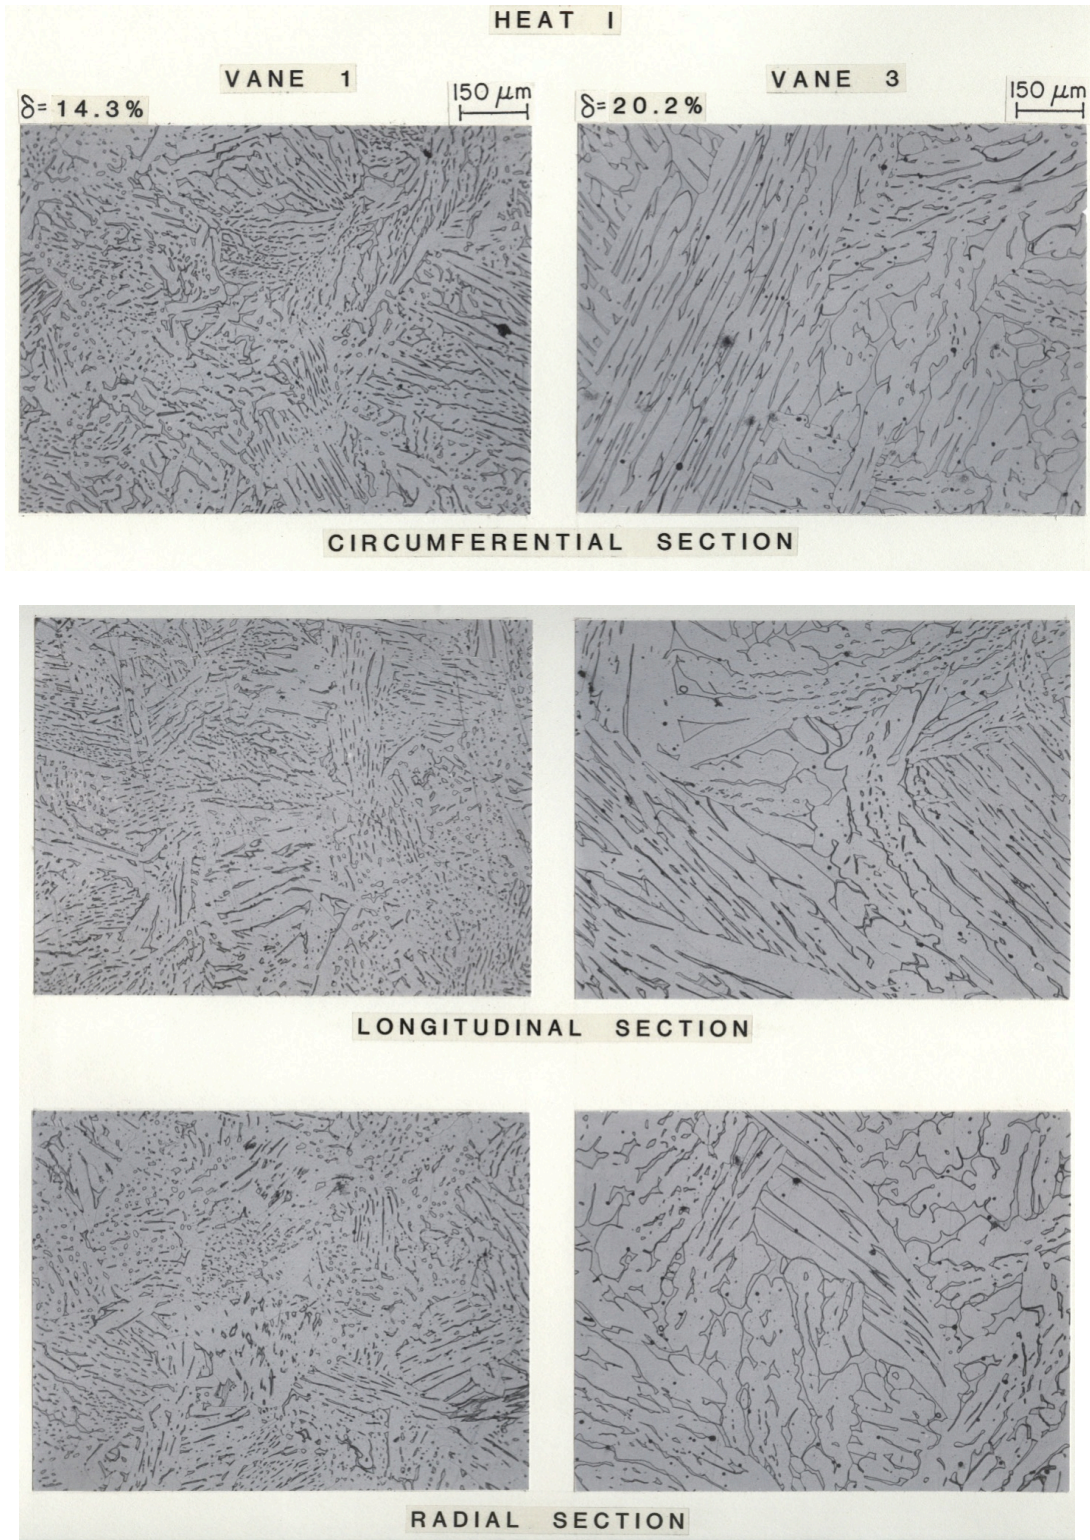 HEAT I
VANE 1
VANE 3
δ=14.3%
150 μm
δ=20.2%
150 μm
CIRCUMFERENTIAL SECTION
LONGITUDINAL SECTION
RADIAL SECTION